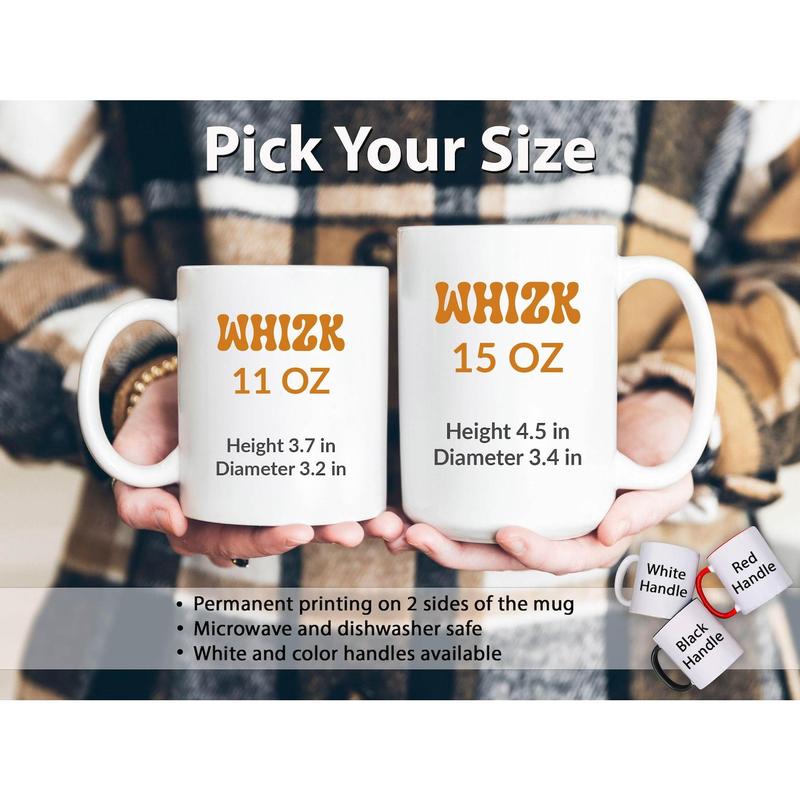 Pick Your Size
WHIZK
11 OZ
Height 3.7 in
Diameter 3.2 in
WHIZK
15 OZ
Height 4.5 in
Diameter 3.4 in
• Permanent printing on 2 sides of the mug
• Microwave and dishwasher safe
• White and color handles available
White
Handle
Red
Handle
Black
Handle